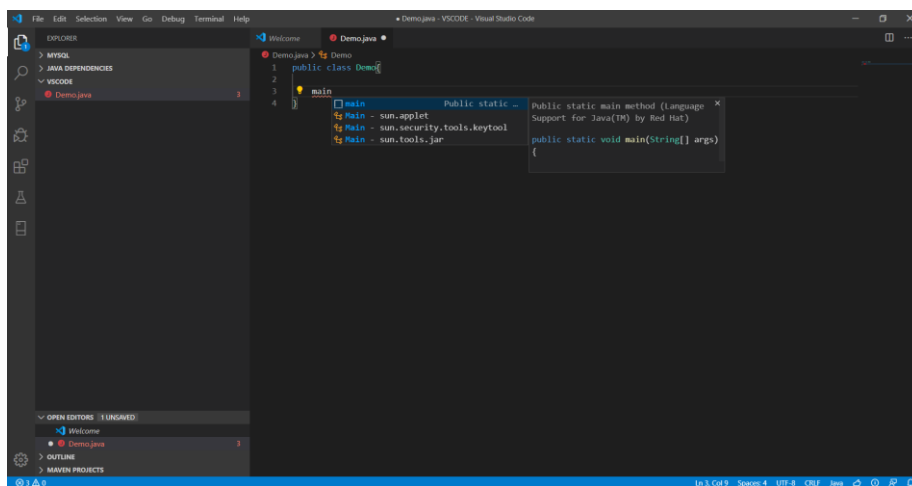 File Edit Selection View Go Debug Terminal Help
● Demo.java - VSCODE - Visual Studio Code
EXPLORER
> MYSQL
> JAVA DEPENDENCIES
VSCODE
Demo.java 3
OPEN EDITORS 1 UNSAVED
Welcome
● Demo.java 3
> OUTLINE
> MAVEN PROJECTS
Welcome
Demo.java ●
Demo.java > Demo
1 public class Demo{
2
3 main
4 }
main Public static ...
Main - sun.applet
Main - sun.security.tools.keytool
Main - sun.tools.jar
Public static main method (Language
Support for Java(TM) by Red Hat)
public static void main(String[] args)
{
3 0
Ln 3, Col 9 Spaces: 4 UTF-8 CRLF Java